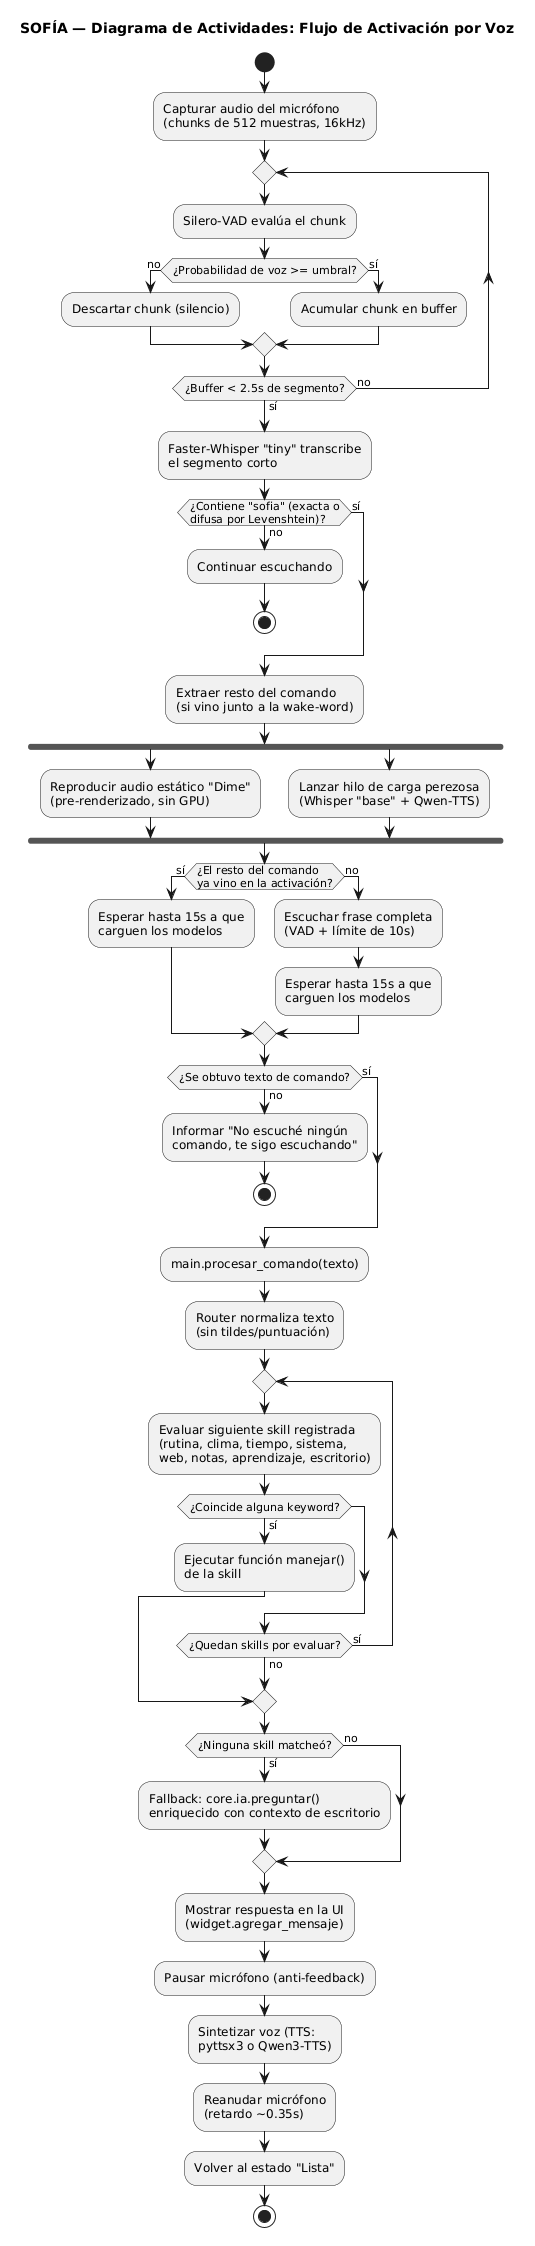 SOFÍA — Diagrama de Actividades: Flujo de Activación por Voz
Capturar audio del micrófono
(chunks de 512 muestras, 16kHz)
Silero-VAD evalúa el chunk
no
¿Probabilidad de voz >= umbral?
sí
Descartar chunk (silencio)
Acumular chunk en buffer
¿Buffer < 2.5s de segmento?
no
sí
Faster-Whisper "tiny" transcribe
el segmento corto
¿Contiene "sofia" (exacta o
difusa por Levenshtein)?
sí
no
Continuar escuchando
Extraer resto del comando
(si vino junto a la wake-word)
Reproducir audio estático "Dime"
(pre-renderizado, sin GPU)
Lanzar hilo de carga perezosa
(Whisper "base" + Qwen-TTS)
sí
¿El resto del comando
ya vino en la activación?
no
Esperar hasta 15s a que
carguen los modelos
Escuchar frase completa
(VAD + límite de 10s)
Esperar hasta 15s a que
carguen los modelos
¿Se obtuvo texto de comando?
sí
no
Informar "No escuché ningún
comando, te sigo escuchando"
main.procesar_comando(texto)
Router normaliza texto
(sin tildes/puntuación)
Evaluar siguiente skill registrada
(rutina, clima, tiempo, sistema,
web, notas, aprendizaje, escritorio)
¿Coincide alguna keyword?
sí
Ejecutar función manejar()
de la skill
¿Quedan skills por evaluar?
sí
no
¿Ninguna skill matcheó?
no
sí
Fallback: core.ia.preguntar()
enriquecido con contexto de escritorio
Mostrar respuesta en la UI
(widget.agregar_mensaje)
Pausar micrófono (anti-feedback)
Sintetizar voz (TTS:
pyttsx3 o Qwen3-TTS)
Reanudar micrófono
(retardo ~0.35s)
Volver al estado "Lista"